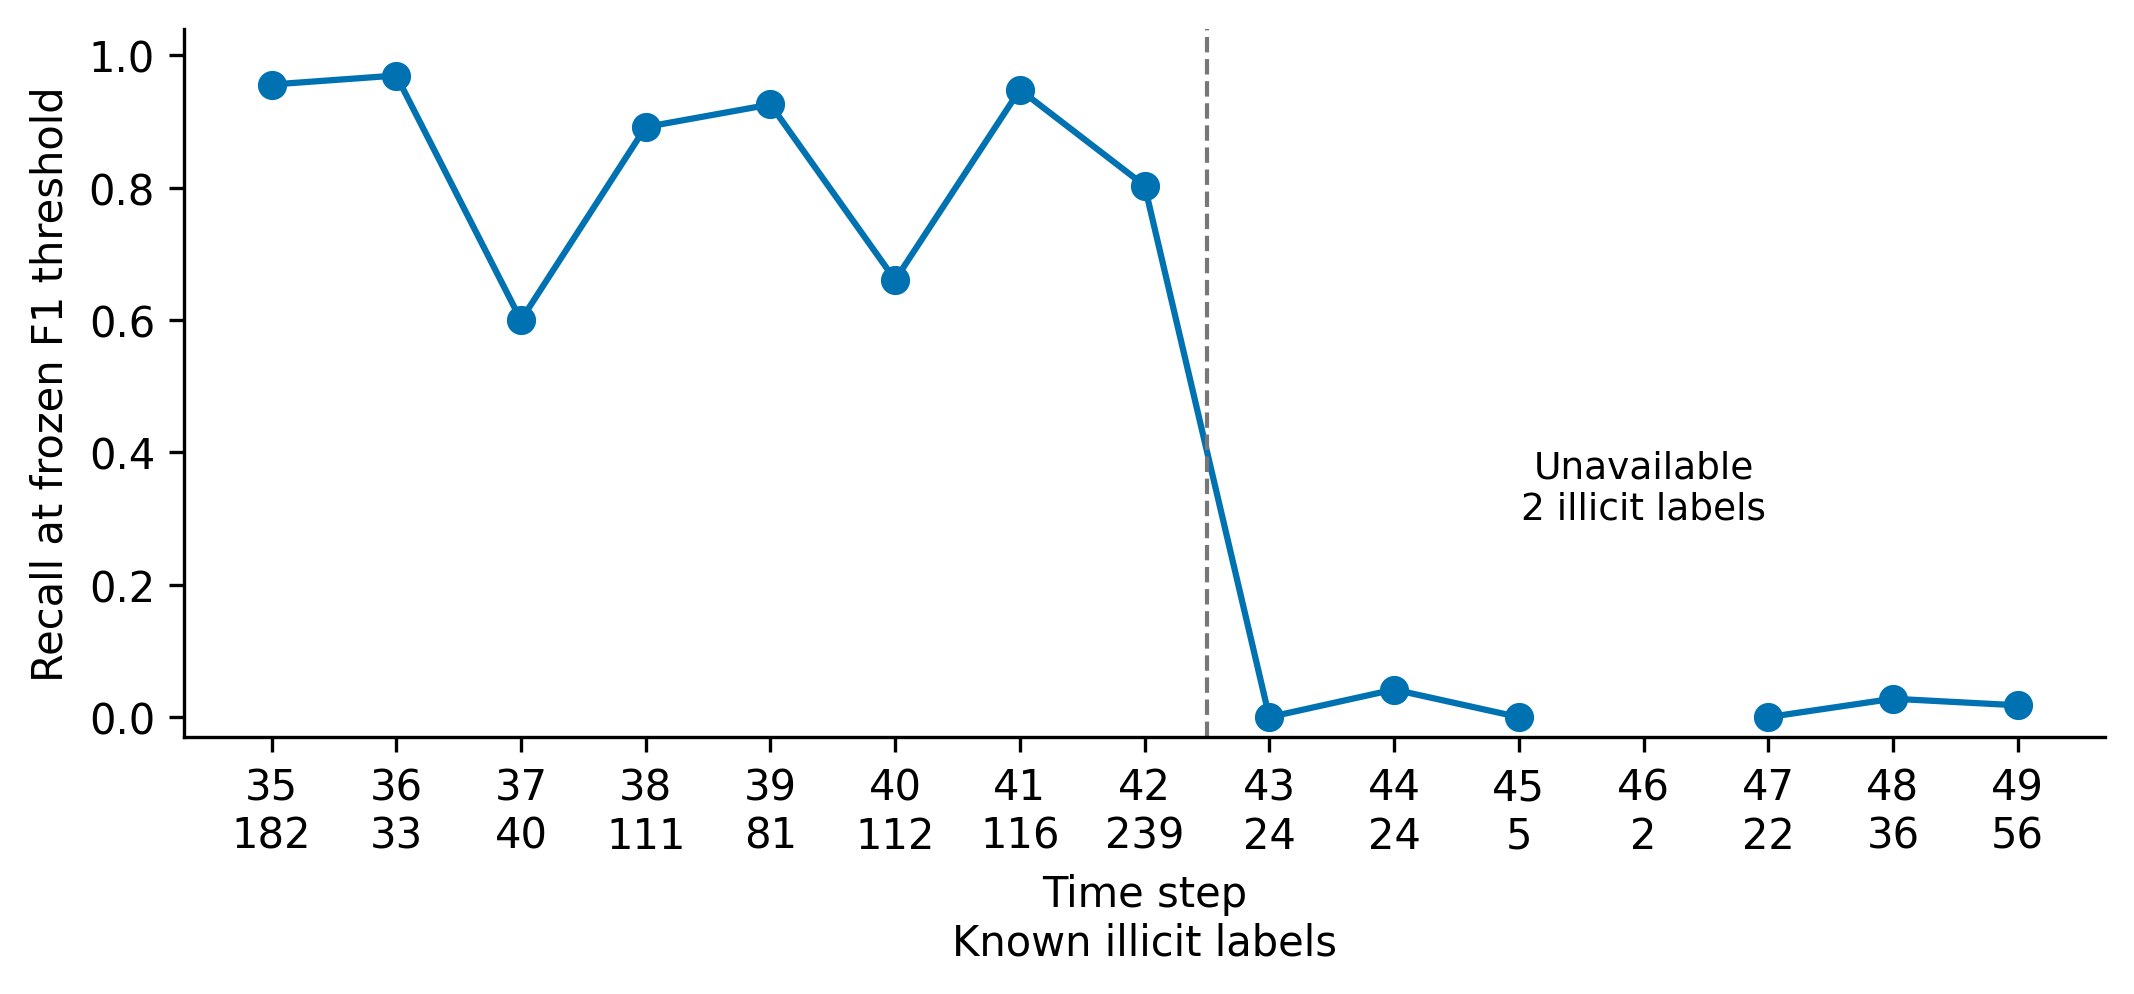 Recall at frozen F1 threshold
1.0
0.8
0.6
0.4
0.2
0.0
Unavailable
2 illicit labels
35 36 37 38 39 40 41 42 43 44 45 46 47 48 49
182 33 40 111 81 112 116 239 24 24 5 2 22 36 56
Time step
Known illicit labels